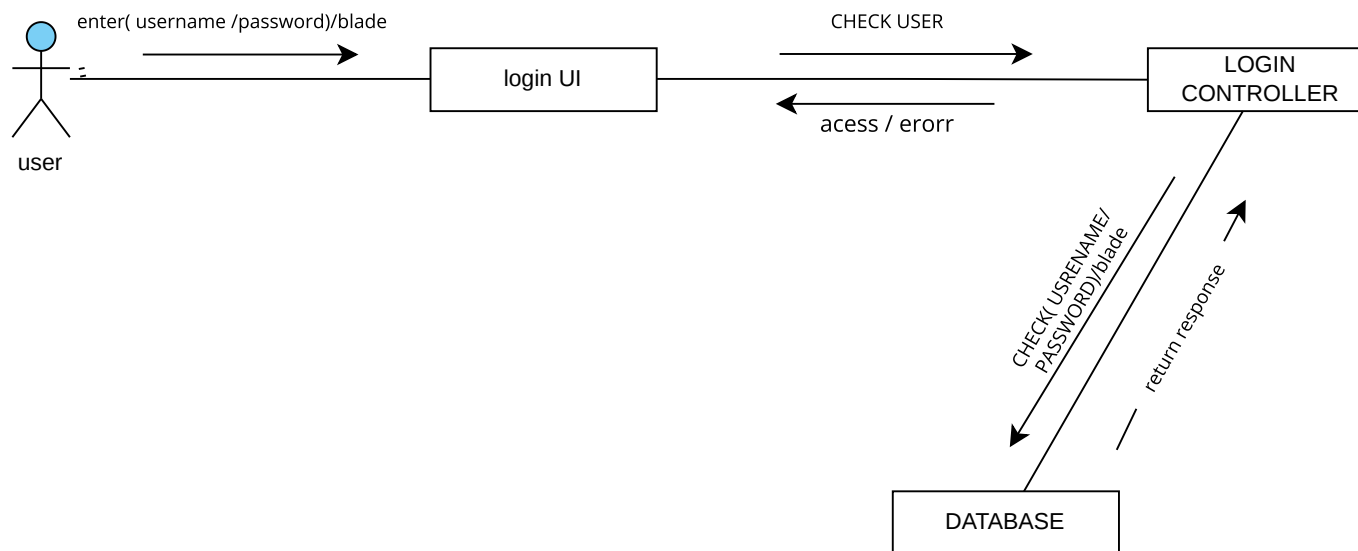 enter( username /password)/blade
CHECK USER
login UI
LOGIN
CONTROLLER
acess / erorr
user
CHECK( USRENAME/
PASSWORD)/blade
return response
DATABASE